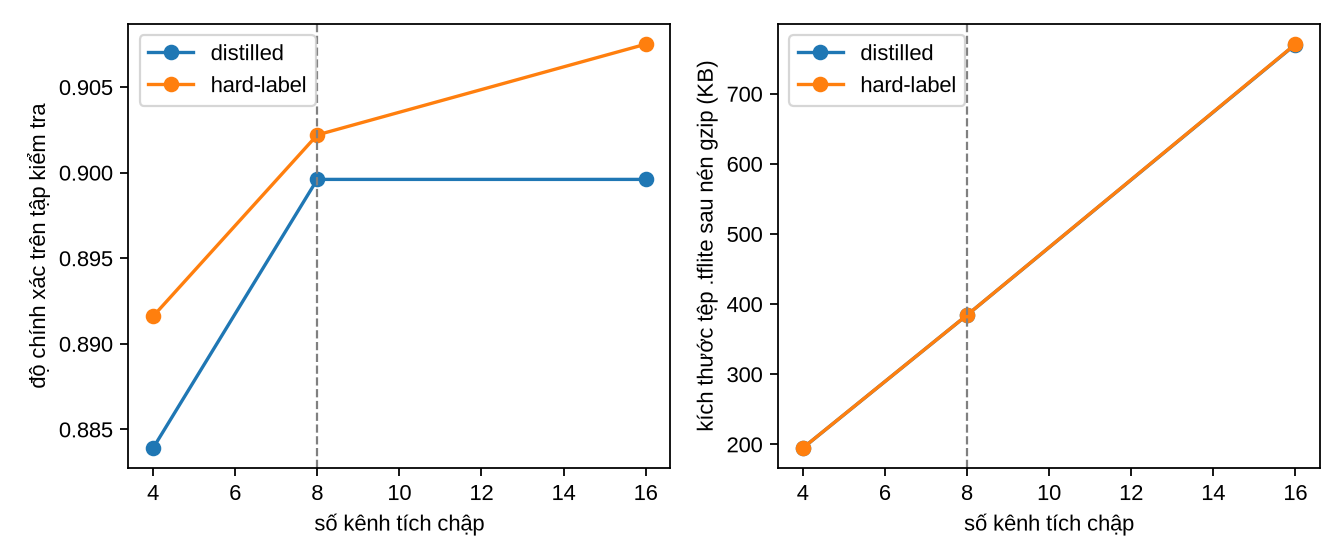 độ chính xác trên tập kiểm tra
0.905
0.900
0.895
0.890
0.885
distilled
hard-label
4 6 8 10 12 14 16
số kênh tích chập
kích thước tệp .tflite sau nén gzip (KB)
700
600
500
400
300
200
distilled
hard-label
4 6 8 10 12 14 16
số kênh tích chập